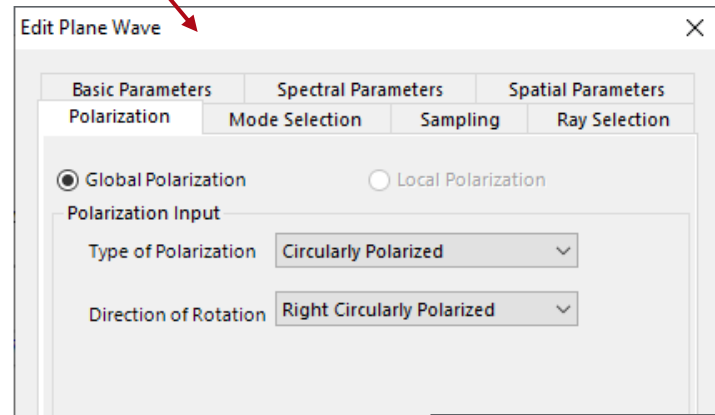 Edit Plane Wave
Basic Parameters Spectral Parameters Spatial Parameters
Polarization Mode Selection Sampling Ray Selection
Global Polarization Local Polarization
Polarization Input
Type of Polarization Circularly Polarized
Direction of Rotation Right Circularly Polarized